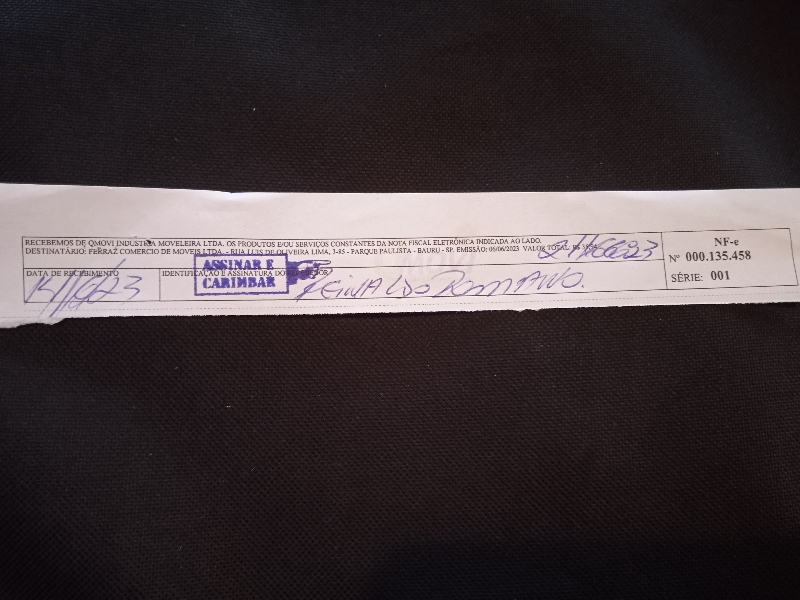 RECEBEMOS DE QMOVI INDUSTRIA MOVELEIRA LTDA. OS PRODUTOS E/OU SERVIÇOS CONSTANTES DA NOTA FISCAL ELETRÔNICA INDICADA AO LADO.
DESTINATÁRIO: FERRAZ COMERCIO DE MOVEIS LTDA. - RUA LUIS DE OLIVEIRA LIMA, 3-85 - PARQUE PAULISTA - BAURU - SP. EMISSÃO: 06/06/2023 VALOR TOTAL: R$
NF-e
Nº 000.135.458
SÉRIE: 001
DATA DE RECEBIMENTO
IDENTIFICAÇÃO E ASSINATURA DO RECEBEDOR
ASSINAR E
CARIMBAR
REINALDO ROMANO.